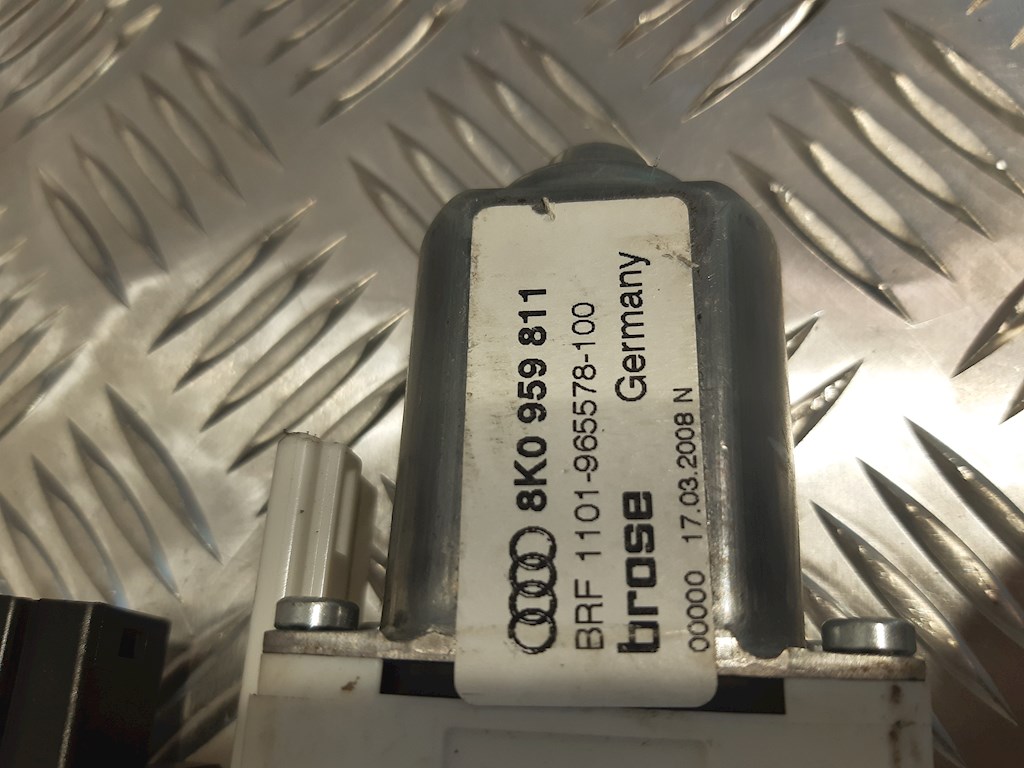 8K0 959 811
BRF 1101-965578-100
brose Germany
00000 17.03.2008 N